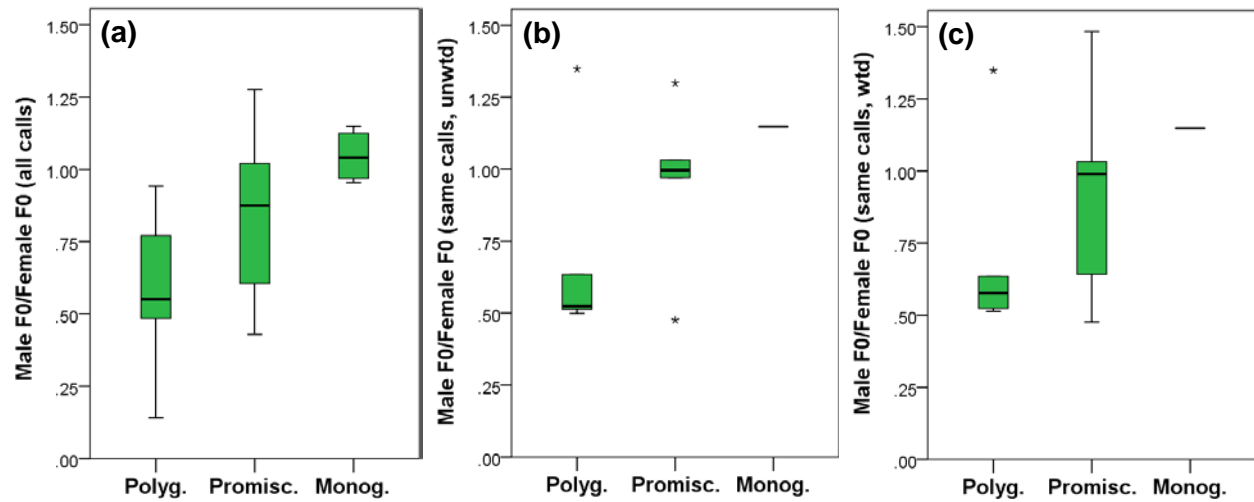 (a)
Male F0/Female F0 (all calls)
1.50
1.25
1.00
.75
.50
.25
.00
Polyg. Promisc. Monog.
(b)
Male F0/Female F0 (same calls, unwtd)
1.50
1.25
1.00
.75
.50
.25
.00
*
*
*
Polyg. Promisc. Monog.
(c)
Male F0/Female F0 (same calls, wtd)
1.50
1.25
1.00
.75
.50
.25
.00
*
Polyg. Promisc. Monog.